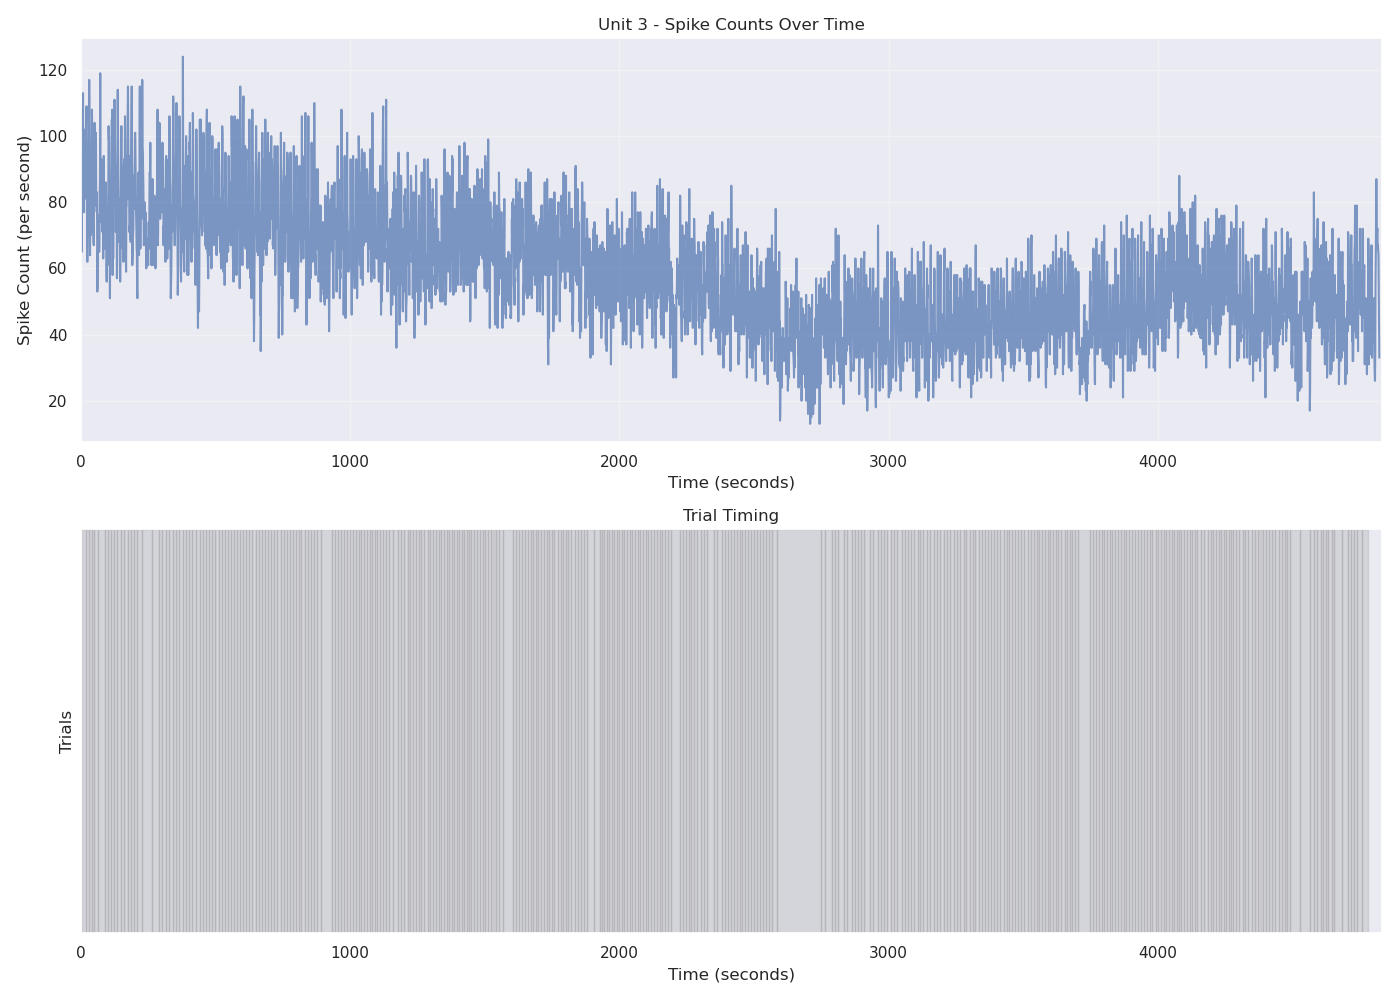 Unit 3 - Spike Counts Over Time
Spike Count (per second)
120
100
80
60
40
20
0 1000 2000 3000 4000
Time (seconds)
Trial Timing
Trials
0 1000 2000 3000 4000
Time (seconds)